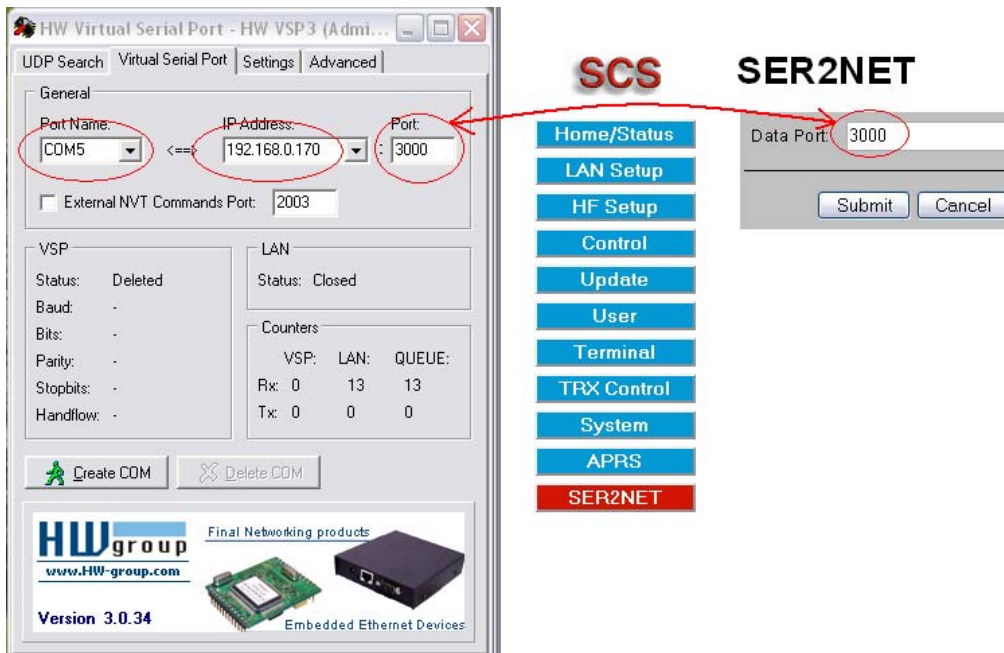 HW Virtual Serial Port - HW VSP3 (Admi...
UDP Search Virtual Serial Port Settings Advanced
General
Port Name: IP Address: Port:
COM5 <==> 192.168.0.170 : 3000
External NVT Commands Port: 2003
VSP
Status: Deleted
Baud: -
Bits: -
Parity: -
Stopbits: -
Handflow: -
LAN
Status: Closed
Counters
VSP: LAN: QUEUE:
Rx: 0 13 13
Tx: 0 0 0
Create COM Delete COM
HW group
www.HW-group.com
Version 3.0.34
Final Networking products
Embedded Ethernet Devices
SCS
Home/Status
LAN Setup
HF Setup
Control
Update
User
Terminal
TRX Control
System
APRS
SER2NET
SER2NET
Data Port: 3000
Submit Cancel